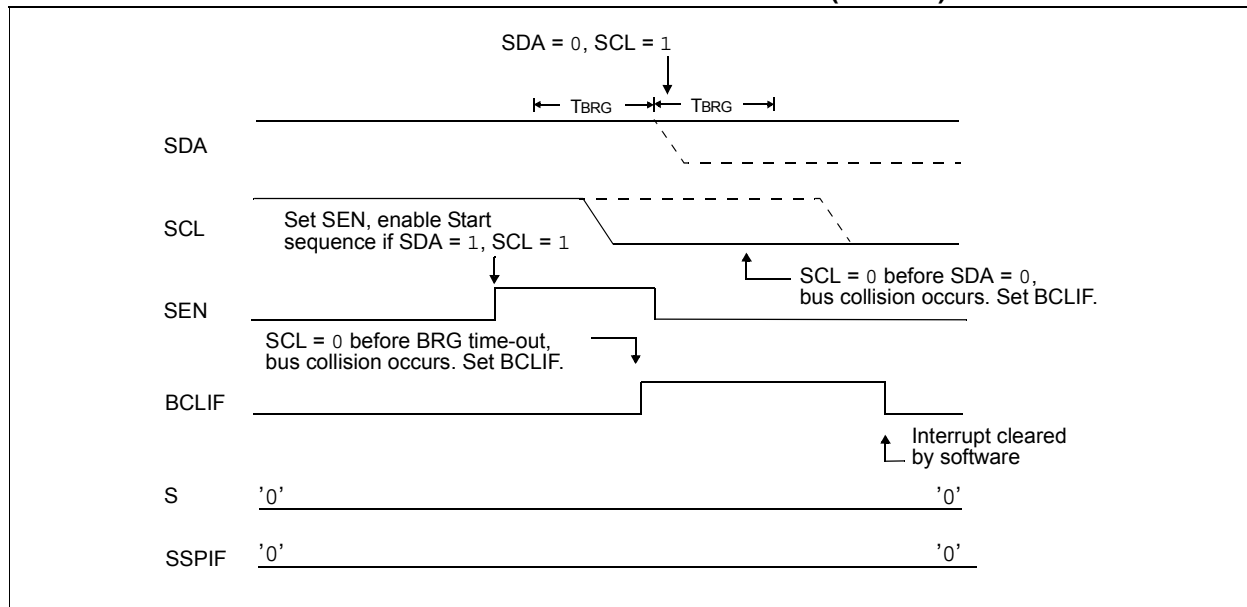 SDA = 0, SCL = 1
TBRG TBRG
SDA
SCL
Set SEN, enable Start
sequence if SDA = 1, SCL = 1
SCL = 0 before SDA = 0,
bus collision occurs. Set BCLIF.
SEN
SCL = 0 before BRG time-out,
bus collision occurs. Set BCLIF.
BCLIF
Interrupt cleared
by software
S '0' '0'
SSPIF '0' '0'